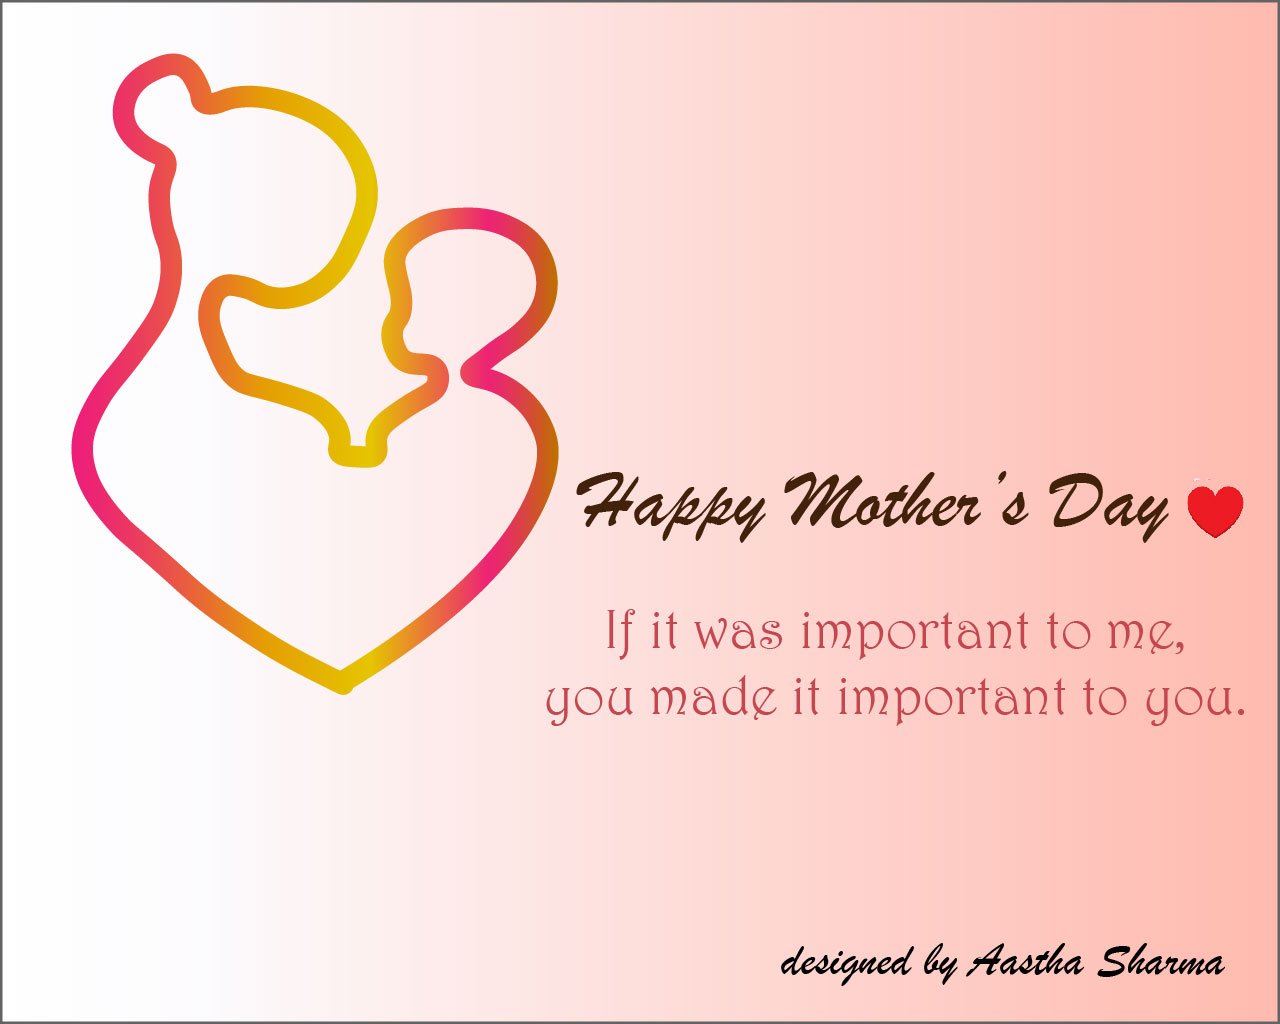 Happy Mother's Day
If it was important to me,
you made it important to you.
designed by Aastha Sharma